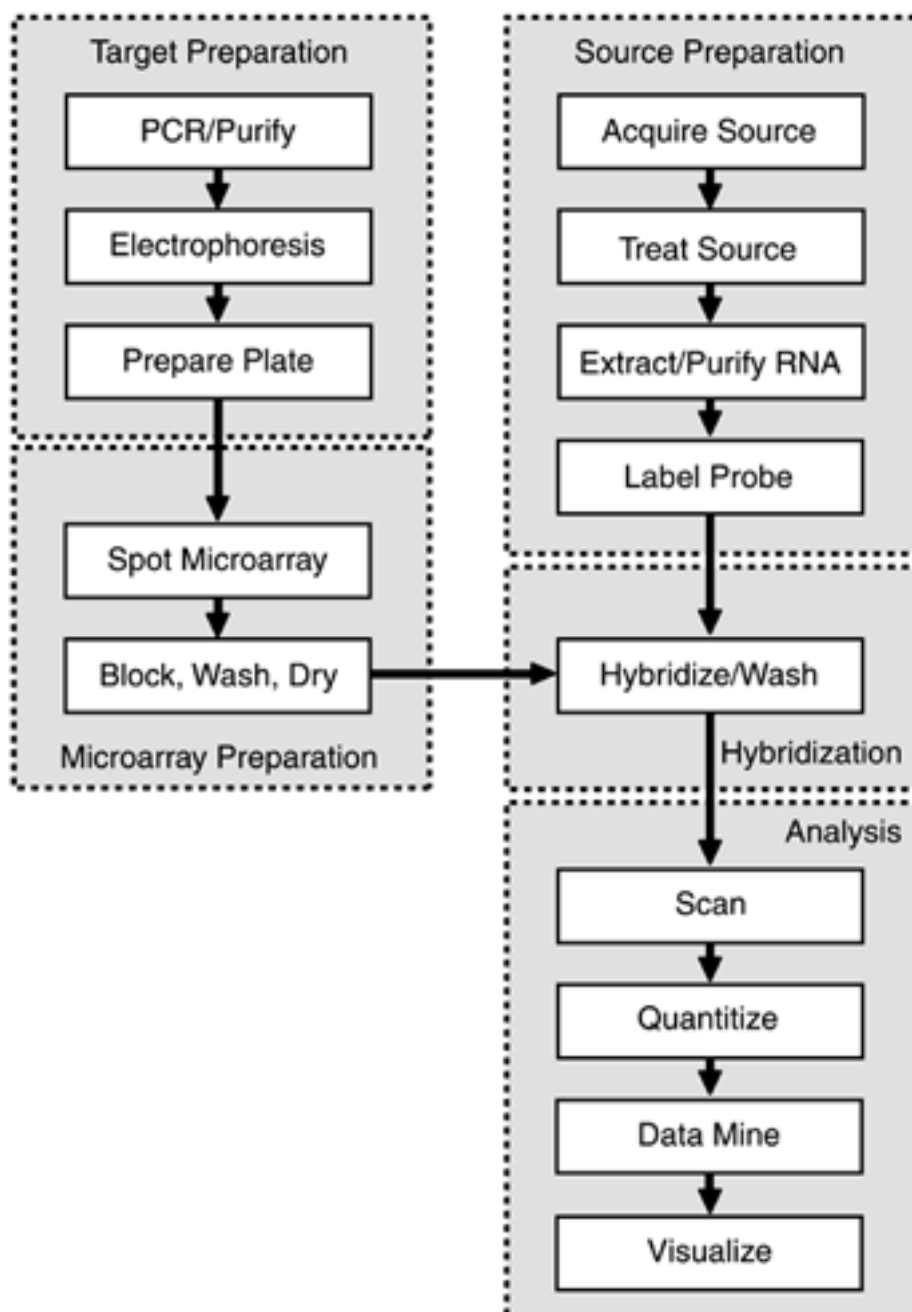 Target Preparation
PCR/Purify
Electrophoresis
Prepare Plate
Spot Microarray
Block, Wash, Dry
Microarray Preparation
Source Preparation
Acquire Source
Treat Source
Extract/Purify RNA
Label Probe
Hybridize/Wash
Hybridization
Analysis
Scan
Quantitize
Data Mine
Visualize